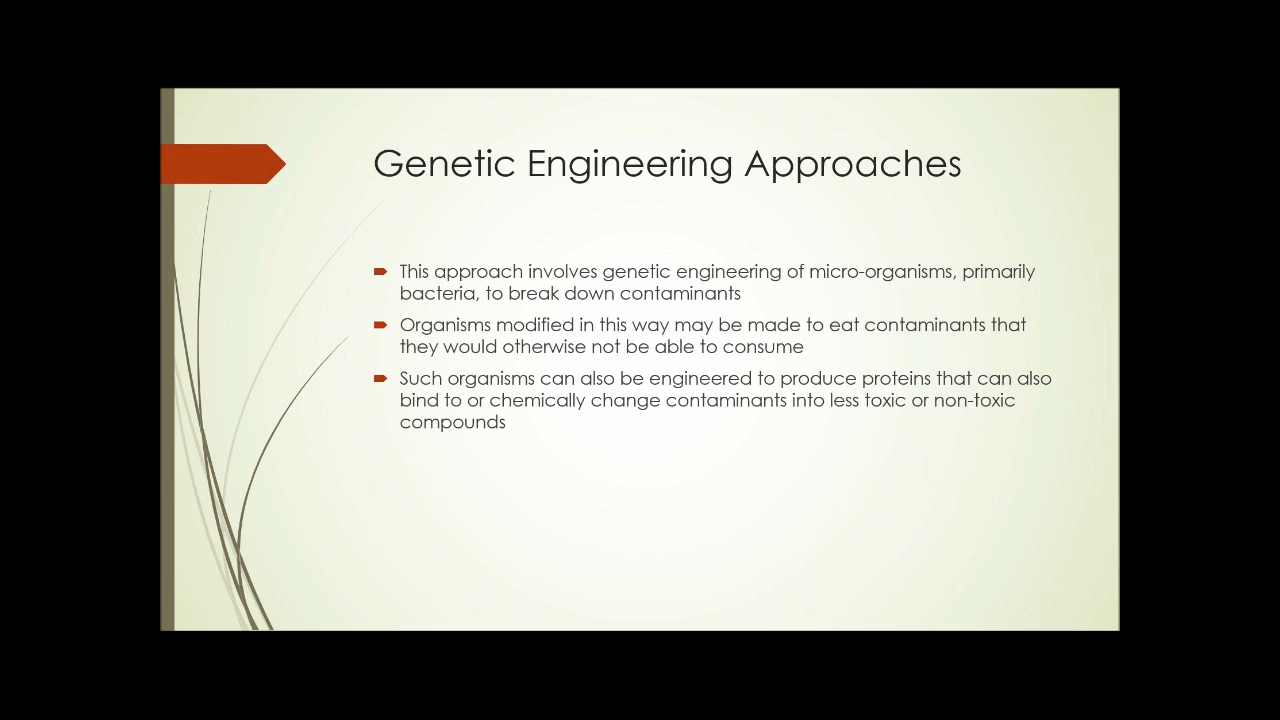 Genetic Engineering Approaches
This approach involves genetic engineering of micro-organisms, primarily
bacteria, to break down contaminants
Organisms modified in this way may be made to eat contaminants that
they would otherwise not be able to consume
Such organisms can also be engineered to produce proteins that can also
bind to or chemically change contaminants into less toxic or non-toxic
compounds